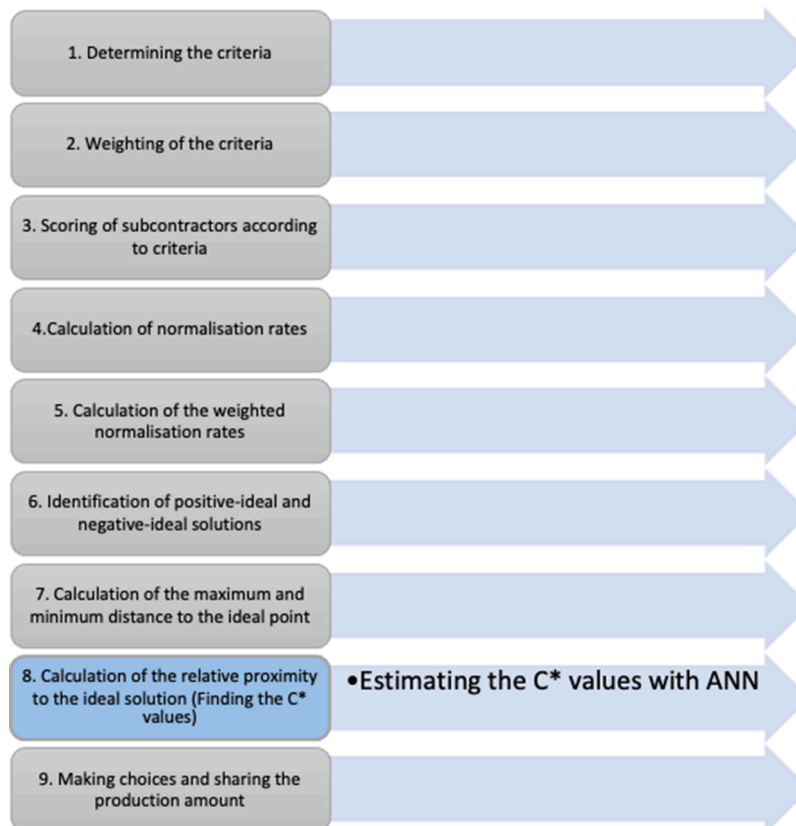 1. Determining the criteria
2. Weighting of the criteria
3. Scoring of subcontractors according
to criteria
4.Calculation of normalisation rates
5. Calculation of the weighted
normalisation rates
6. Identification of positive-ideal and
negative-ideal solutions
7. Calculation of the maximum and
minimum distance to the ideal point
8. Calculation of the relative proximity
to the ideal solution (Finding the C*
values)
•Estimating the C* values with ANN
9. Making choices and sharing the
production amount